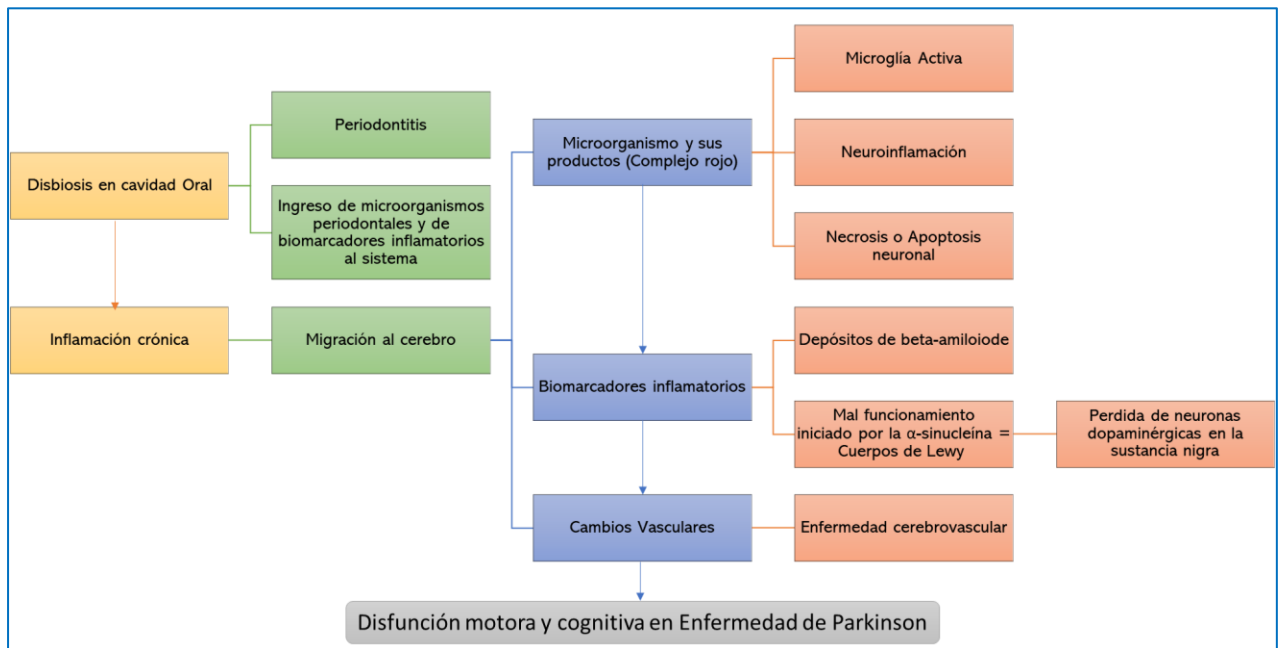 Disbiosis en cavidad Oral
Inflamación crónica
Periodontitis
Ingreso de microorganismos
periodontales y de
biomarcadores inflamatorios
al sistema
Migración al cerebro
Microorganismo y sus
productos (Complejo rojo)
Biomarcadores inflamatorios
Cambios Vasculares
Microglía Activa
Neuroinflamación
Necrosis o Apoptosis
neuronal
Depósitos de beta-amiloiode
Mal funcionamiento
iniciado por la α-sinucleína =
Cuerpos de Lewy
Enfermedad cerebrovascular
Perdida de neuronas
dopaminérgicas en la
sustancia nigra
Disfunción motora y cognitiva en Enfermedad de Parkinson